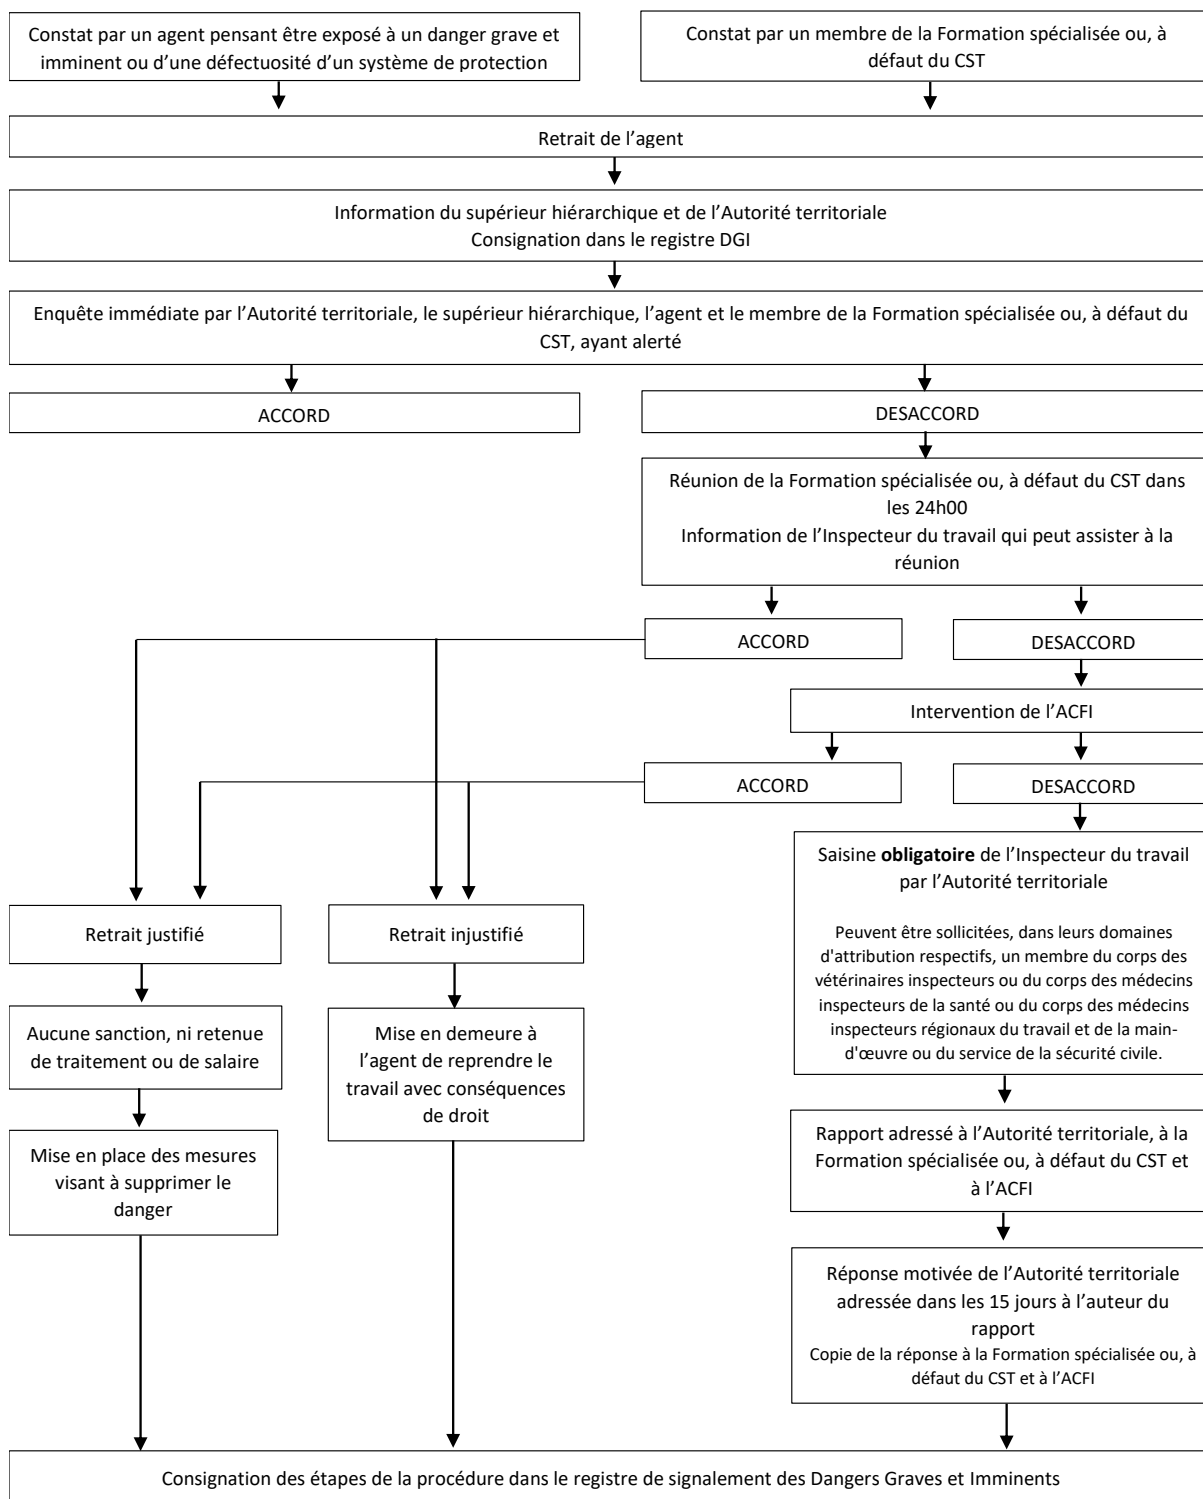 Constat par un agent pensant être exposé à un danger grave et
imminent ou d'une défectuosité d'un système de protection
Constat par un membre de la Formation spécialisée ou, à
défaut du CST
Retrait de l'agent
Information du supérieur hiérarchique et de l'Autorité territoriale
Consignation dans le registre DGI
Enquête immédiate par l'Autorité territoriale, le supérieur hiérarchique, l'agent et le membre de la Formation spécialisée ou, à défaut du
CST, ayant alerté
ACCORD
DESACCORD
Réunion de la Formation spécialisée ou, à défaut du CST dans
les 24h00
Information de l'Inspecteur du travail qui peut assister à la
réunion
ACCORD
DESACCORD
Intervention de l'ACFI
ACCORD
DESACCORD
Saisine obligatoire de l'Inspecteur du travail
par l'Autorité territoriale
Peuvent être sollicitées, dans leurs domaines
d'attribution respectifs, un membre du corps des
vétérinaires inspecteurs ou du corps des médecins
inspecteurs de la santé ou du corps des médecins
inspecteurs régionaux du travail et de la main-
d'œuvre ou du service de la sécurité civile.
Retrait justifié
Retrait injustifié
Aucune sanction, ni retenue
de traitement ou de salaire
Mise en demeure à
l'agent de reprendre le
travail avec conséquences
de droit
Mise en place des mesures
visant à supprimer le
danger
Rapport adressé à l'Autorité territoriale, à la
Formation spécialisée ou, à défaut du CST et
à l'ACFI
Réponse motivée de l'Autorité territoriale
adressée dans les 15 jours à l'auteur du
rapport
Copie de la réponse à la Formation spécialisée ou, à
défaut du CST et à l'ACFI
Consignation des étapes de la procédure dans le registre de signalement des Dangers Graves et Imminents